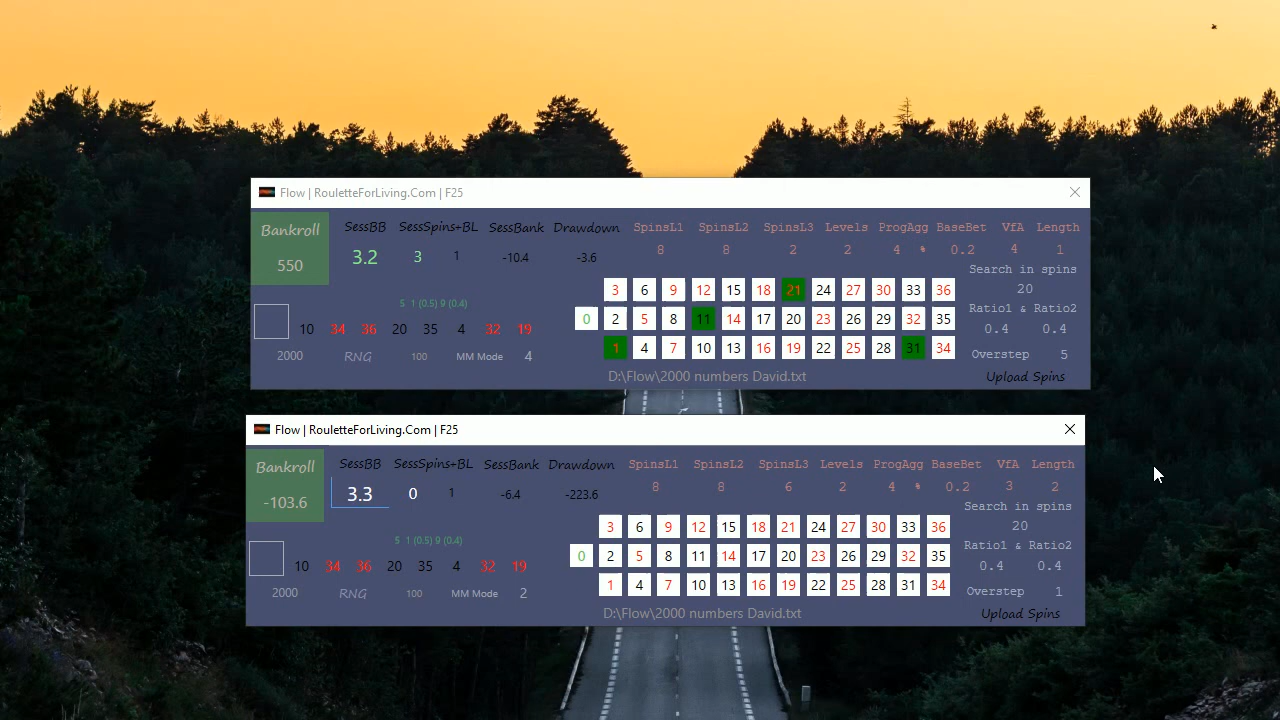 Flow | RouletteForLiving.Com | F25
Bankroll SessBB SessSpins+BL SessBank Drawdown SpinsL1 SpinsL2 SpinsL3 Levels ProgAgg BaseBet VfA Length
550 3.2 3 1 -10.4 -3.6 8 8 2 2 4 % 0.2 4 1
Search in spins
20
3 6 9 12 15 18 21 24 27 30 33 36
S 1 (0.5) 9 (0.4)
Ratio1 & Ratio2
0 2 5 8 11 14 17 20 23 26 29 32 35
10 34 36 20 35 4 32 19
0.4 0.4
1 4 7 10 13 16 19 22 25 28 31 34
2000 RNG 100 MM Mode 4
Overstep 5
D:\Flow\2000 numbers David.txt
Upload Spins
Flow | RouletteForLiving.Com | F25
Bankroll SessBB SessSpins+BL SessBank Drawdown SpinsL1 SpinsL2 SpinsL3 Levels ProgAgg BaseBet VfA Length
-103.6 3.3 0 1 -6.4 -223.6 8 8 6 2 4 % 0.2 3 2
Search in spins
20
3 6 9 12 15 18 21 24 27 30 33 36
S 1 (0.5) 9 (0.4)
Ratio1 & Ratio2
0 2 5 8 11 14 17 20 23 26 29 32 35
10 34 36 20 35 4 32 19
0.4 0.4
1 4 7 10 13 16 19 22 25 28 31 34
2000 RNG 100 MM Mode 2
Overstep 1
D:\Flow\2000 numbers David.txt
Upload Spins